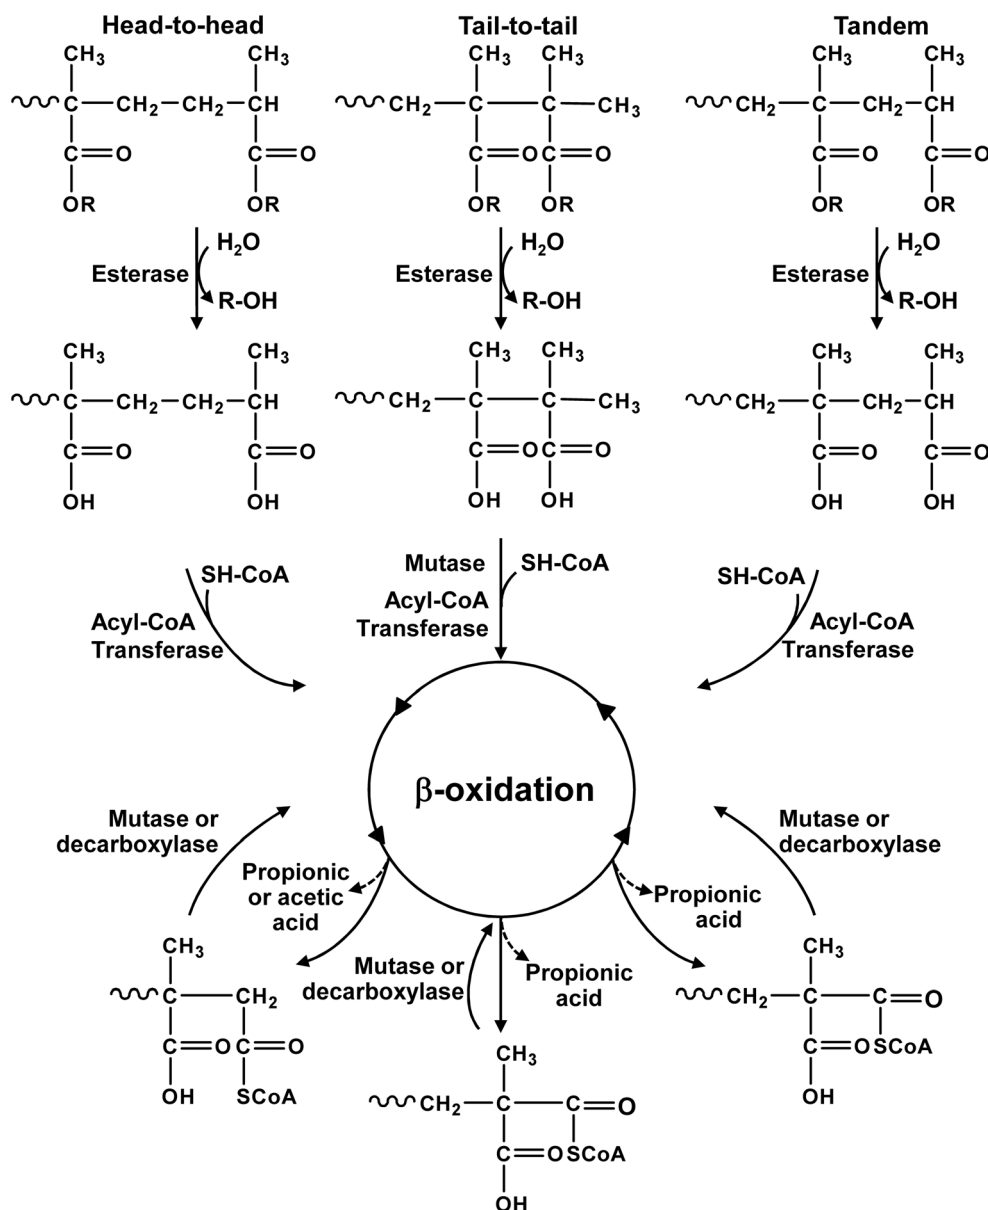 Head-to-head Tail-to-tail Tandem
CH₃ CH₃ CH₃ CH₃ CH₃ CH₃
C CH₂ CH₂ CH CH₂ C C CH₃ CH₂ C CH₂ CH
C=O C=O C=O C=O C=O C=O
OR OR OR OR OR OR
H₂O H₂O H₂O
Esterase Esterase Esterase
R-OH R-OH R-OH
CH₃ CH₃ CH₃ CH₃ CH₃ CH₃
C CH₂ CH₂ CH CH₂ C C CH₃ CH₂ C CH₂ CH
C=O C=O C=O C=O C=O C=O
OH OH OH OH OH OH
SH-CoA
Acyl-CoA
Transferase
Mutase SH-CoA
Acyl-CoA
Transferase
SH-CoA
Acyl-CoA
Transferase
β-oxidation
Mutase or
decarboxylase
Propionic
or acetic
acid
Mutase or
decarboxylase
Propionic
acid
Propionic
acid
Mutase or
decarboxylase
CH₃
C CH₂
C=O C=O
OH SCoA
CH₃
CH₂ C C=O
C=O SCoA
OH
CH₃
CH₂ C C=O
C=O SCoA
OH